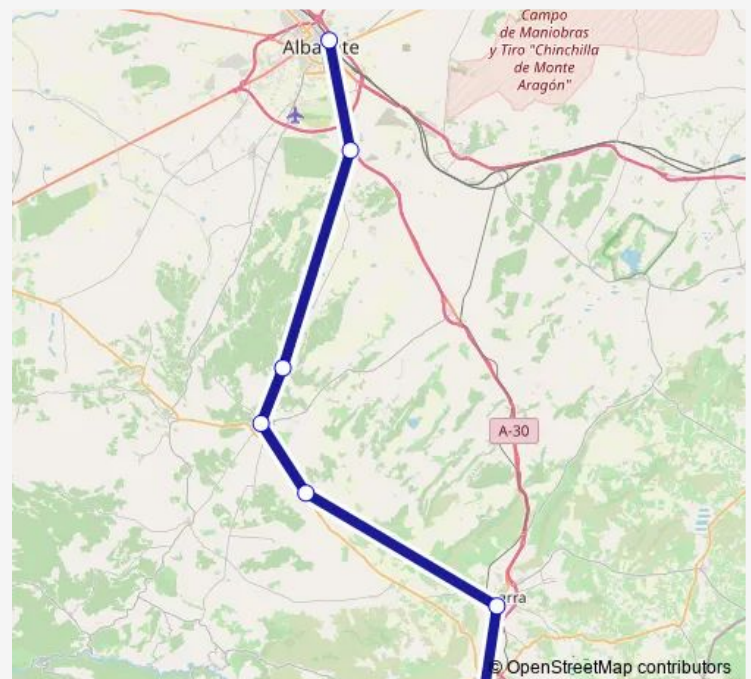 Campo
de Maniobras
y Tiro "Chinchilla
de Monte
Aragón"
A-30
© OpenStreetMap contributors